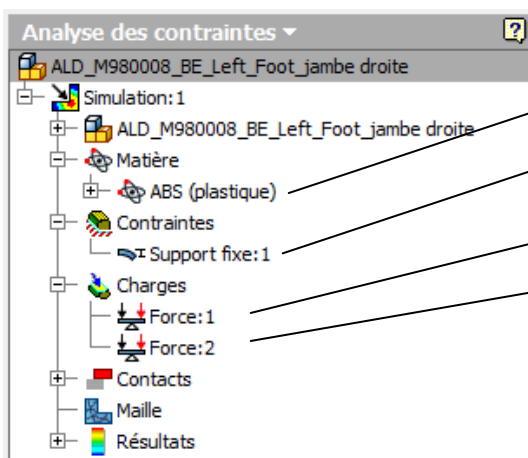 Analyse des contraintes
ALD_M980008_BE_Left_Foot_jambe droite
Simulation:1
ALD_M980008_BE_Left_Foot_jambe droite
Matière
ABS (plastique)
Contraintes
Support fixe:1
Charges
Force:1
Force:2
Contacts
Maille
Résultats